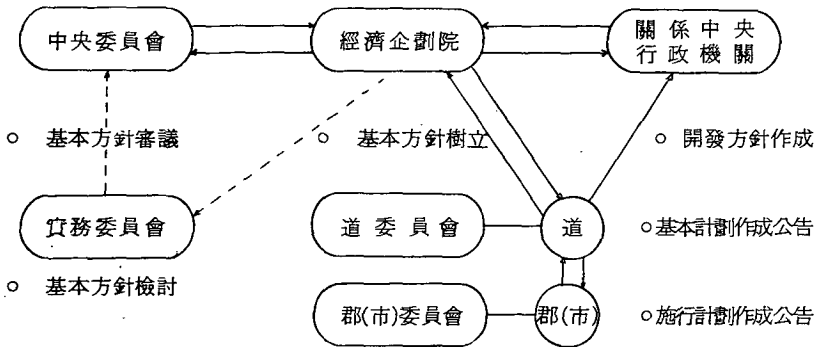 中央委員會
經濟企劃院
關係中央
行政機關
○ 基本方針審議
○ 基本方針樹立
○ 開發方針作成
實務委員會
道委員會
道
○基本計劃作成公告
○ 基本方針檢討
郡(市)委員會
郡(市)
○施行計劃作成公告